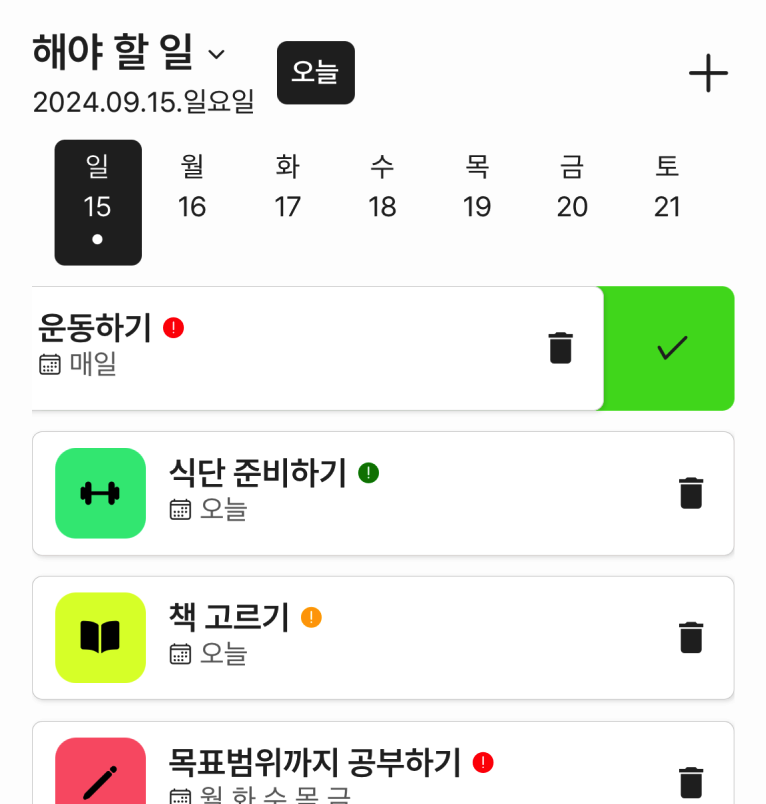 해야 할 일
오늘
2024.09.15.일요일
일 월 화 수 목 금 토
15 16 17 18 19 20 21
운동하기
매일
식단 준비하기
오늘
책 고르기
오늘
목표범위까지 공부하기
월 화 수 목 금